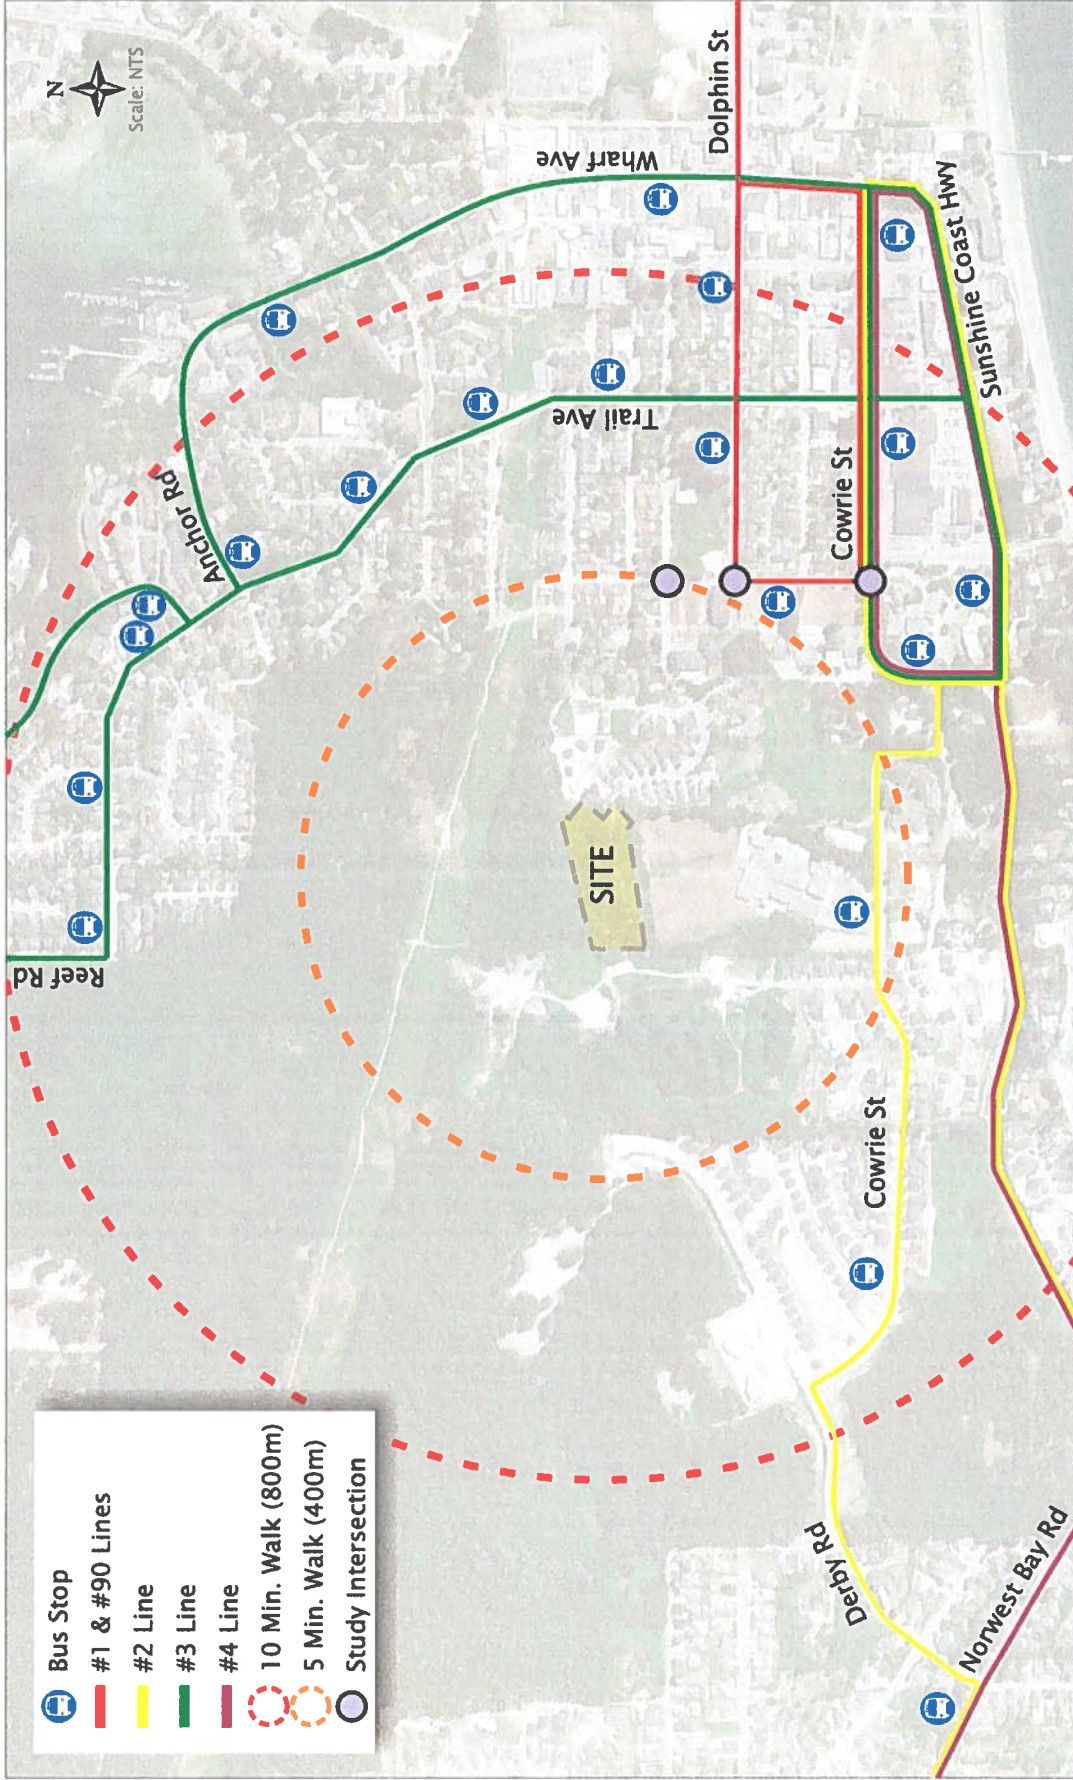 Bus Stop
#1 & #90 Lines
#2 Line
#3 Line
#4 Line
10 Min. Walk (800m)
5 Min. Walk (400m)
Study Intersection
N
Scale: NTS
Reef Rd
Anchor Rd
Wharf Ave
Trail Ave
Dolphin St
SITE
Cowrie St
Cowrie St
Sunshine Coast Hwy
Derby Rd
Norwest Bay Rd